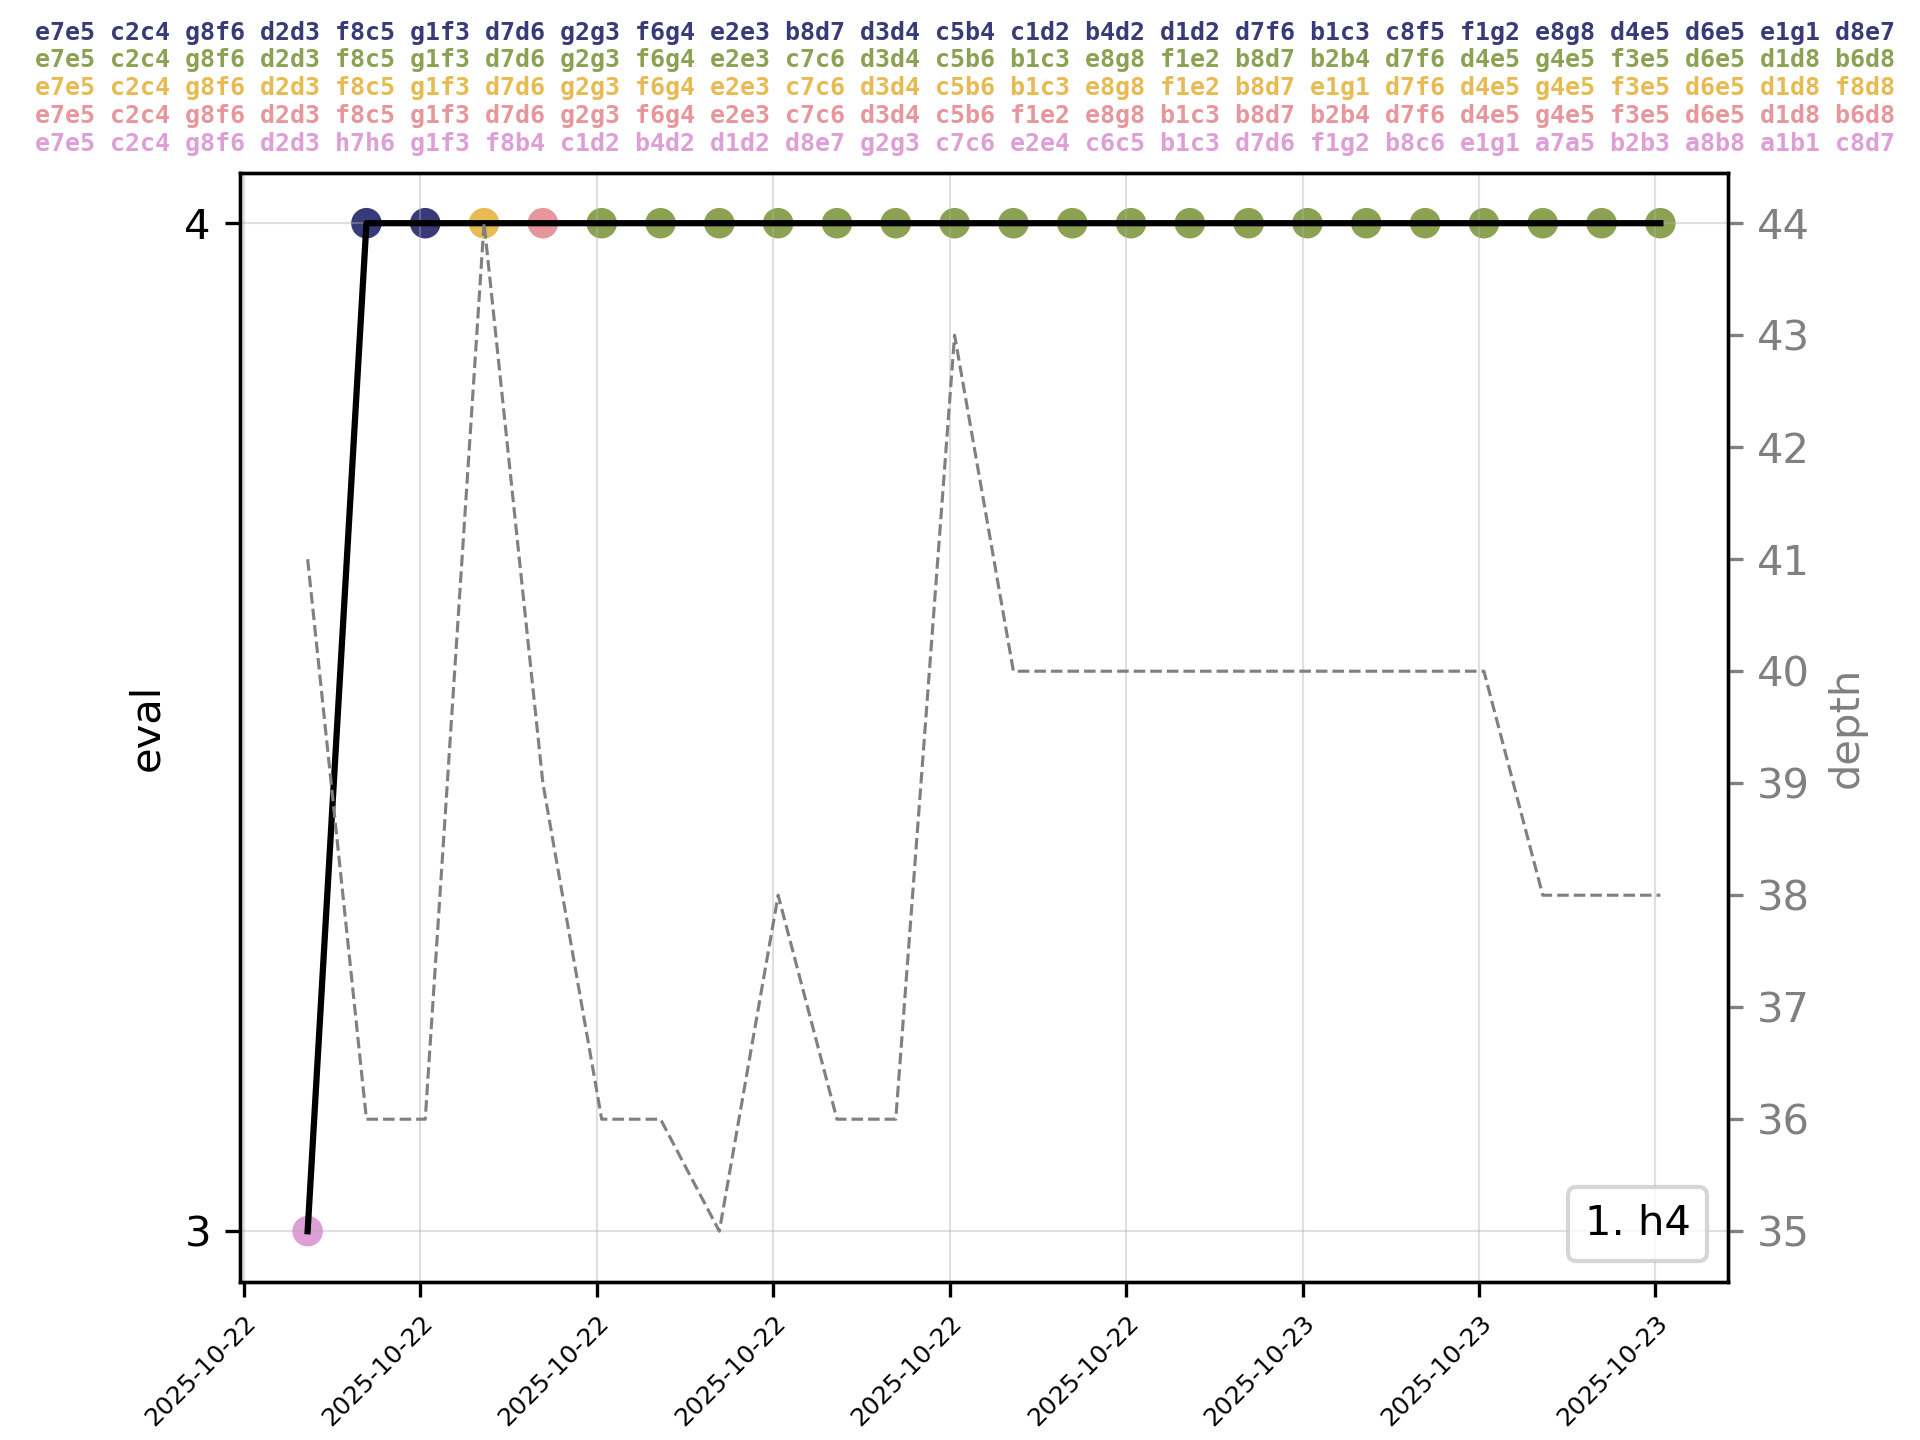 e7e5 c2c4 g8f6 d2d3 f8c5 g1f3 d7d6 g2g3 f6g4 e2e3 b8d7 d3d4 c5b4 c1d2 b4d2 d1d2 d7f6 b1c3 c8f5 f1g2 e8g8 d4e5 d6e5 e1g1 d8e7
e7e5 c2c4 g8f6 d2d3 f8c5 g1f3 d7d6 g2g3 f6g4 e2e3 c7c6 d3d4 c5b6 b1c3 e8g8 f1e2 b8d7 b2b4 d7f6 d4e5 g4e5 f3e5 d6e5 d1d8 b6d8
e7e5 c2c4 g8f6 d2d3 f8c5 g1f3 d7d6 g2g3 f6g4 e2e3 c7c6 d3d4 c5b6 b1c3 e8g8 f1e2 b8d7 e1g1 d7f6 d4e5 g4e5 f3e5 d6e5 d1d8 f8d8
e7e5 c2c4 g8f6 d2d3 f8c5 g1f3 d7d6 g2g3 f6g4 e2e3 c7c6 d3d4 c5b6 f1e2 e8g8 b1c3 b8d7 b2b4 d7f6 d4e5 g4e5 f3e5 d6e5 d1d8 b6d8
e7e5 c2c4 g8f6 d2d3 h7h6 g1f3 f8b4 c1d2 b4d2 d1d2 d8e7 g2g3 c7c6 e2e4 c6c5 b1c3 d7d6 f1g2 b8c6 e1g1 a7a5 b2b3 a8b8 a1b1 c8d7
4
3
eval
44
43
42
41
40
39
38
37
36
35
depth
1. h4
2025-10-22
2025-10-22
2025-10-22
2025-10-22
2025-10-22
2025-10-22
2025-10-23
2025-10-23
2025-10-23